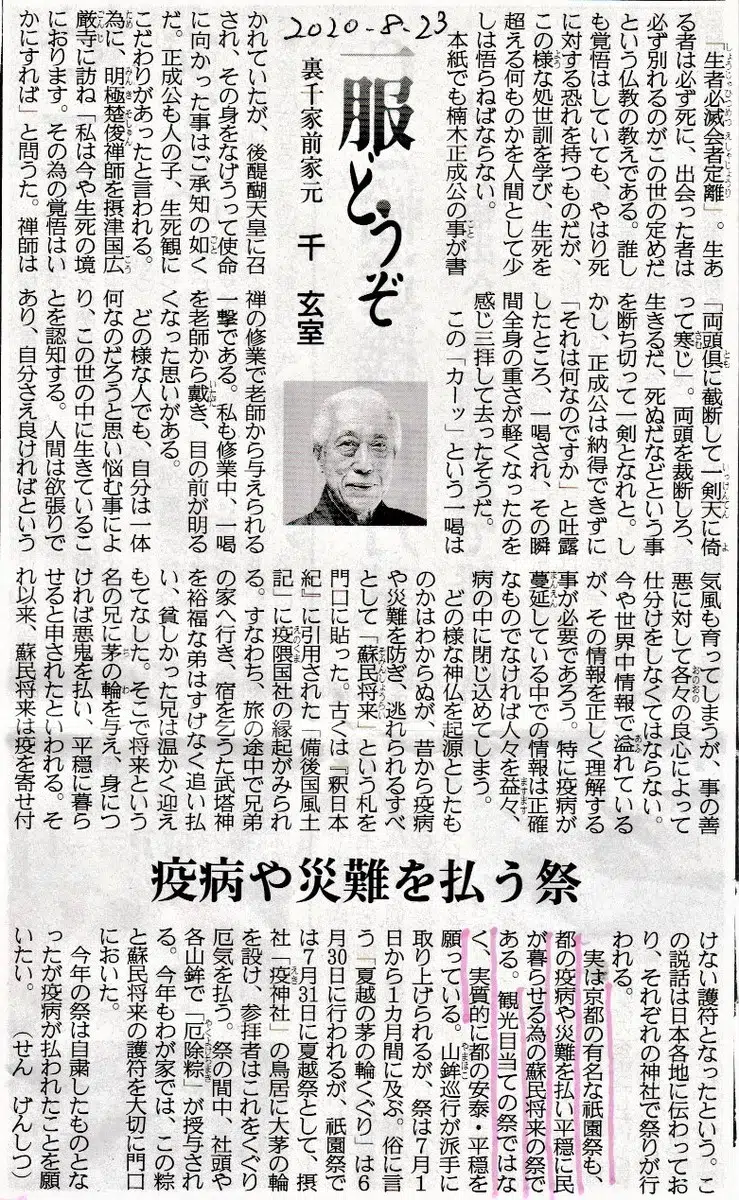 2020-8-23
一服どうぞ
裏千家前家元 千 玄室
「生者必滅会者定離」。生あ
る者は必ず死に、出会った者は
必ず別れるのがこの世の定めだ
という仏教の教えである。誰し
も覚悟はしていても、やはり死
に対する恐れを持つものだが、
この様な処世訓を学び、生死を
超える何ものかを人間として少
しは悟らねばならない。
本紙でも楠木正成公の事が書
かれていたが、後醍醐天皇に召
され、その身をなげうって使命
に向かった事はご承知の如く
だ。正成公も人の子、生死観に
こだわりがあったと言われる。
為に、明極楚俊禅師を摂津国広
厳寺に訪ね「私は今や生死の境
におります。その為の覚悟はい
かにすれば」と問うた。禅師は
「両頭俱に截断して一剣天に倚
って寒じ」。両頭を裁断しろ、
生きるだ、死ぬだなどという事
を断ち切って一剣となれと。し
かし、正成公は納得できずに
「それは何なのですか」と吐露
したところ、一喝され、その瞬
間全身の重さが軽くなったのを
感じ三拝して去ったそうだ。
この「カーッ」という一喝は
禅の修業で老師から与えられる
一撃である。私も修業中、一喝
を老師から戴き、目の前が明る
くなった思いがある。
どの様な人でも、自分は一体
何なのだろうと思い悩む事によ
り、この世の中に生きているこ
とを認知する。人間は欲張りで
あり、自分さえ良ければという
気風も育ってしまうが、事の善
悪に対して各々の良心によって
仕分けをしなくてはならない。
今や世界中情報で溢れている
が、その情報を正しく理解する
事が必要であろう。特に疫病が
蔓延している中での情報は正確
なものでなければ人々を益々、
病の中に閉じ込めてしまう。
どの様な神仏を起源としたも
のかはわからぬが、昔から疫病
や災難を防ぎ、逃れられるすべ
として「蘇民将来」という札を
門口に貼った。古くは『釈日本
紀』に引用された「備後国風土
記」に疫隈国社の縁起がみられ
る。すなわち、旅の途中で兄弟
の家へ行き、宿を乞うた武塔神
を裕福な弟はすげなく追い払
い、貧しかった兄は温かく迎え
もてなした。そこで将来という
名の兄に茅の輪を与え、身につ
ければ悪鬼を払い、平穏に暮ら
せると申されたといわれる。そ
れ以来、蘇民将来は疫を寄せ付
疫病や災難を払う祭
けない護符となったという。こ
の説話は日本各地に伝わってお
り、それぞれの神社で祭りが行
われる。
実は京都の有名な祇園祭も、
都の疫病や災難を払い平穏に民
が暮らせる為の蘇民将来の祭で
ある。観光目当ての祭ではな
く、実質的に都の安泰・平穏を
願っている。山鉾巡行が派手に
取り上げられるが、祭は7月1
日から1カ月間に及ぶ。俗に言
う「夏越の茅の輪くぐり」は6
月30日に行われるが、祇園祭で
は7月31日に夏越祭として、摂
社「疫神社」の鳥居に大茅の輪
を設け、参拝者はこれをくぐり
厄気を払う。祭の間中、社頭や
各山鉾で「厄除粽」が授与され
る。今年もわが家では、この粽
と蘇民将来の護符を大切に門口
においた。
今年の祭は自粛したものとな
ったが疫病が払われたことを願
いたい。 （せん げんしつ）